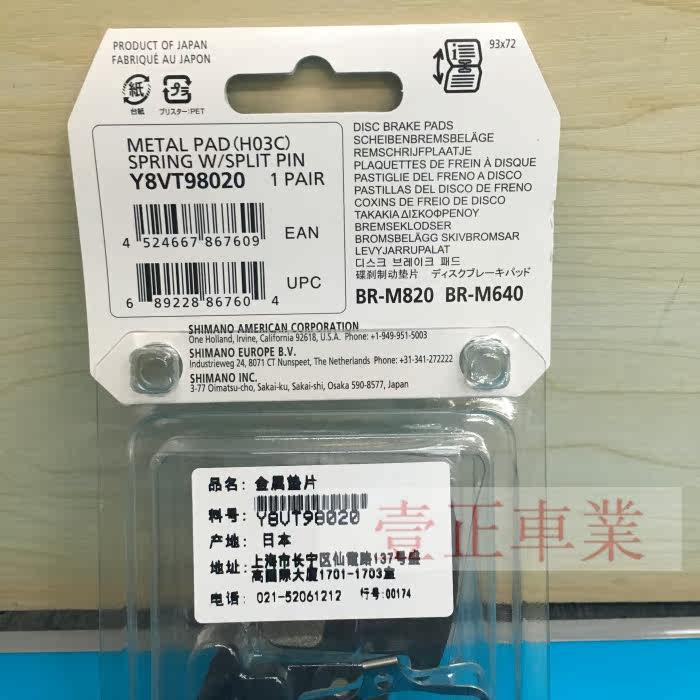 PRODUCT OF JAPAN
FABRIQUÉ AU JAPON
93x72
紙
台紙
プラ
ブリスター:PET
METAL PAD(H03C)
SPRING W/SPLIT PIN
Y8VT98020 1 PAIR
4 524667 867609
EAN
UPC
6 89228 86760 4
DISC BRAKE PADS
SCHEIBENBREMSBELÄGE
REMSCHRIJFPLAATJE
PLAQUETTES DE FREIN À DISQUE
PASTIGLIE DEL FRENO A DISCO
PASTILLAS DEL DISCO DE FRENO
COXINS DE FREIO DE DISCO
ΤΑΚΑΚΙΑ ΔΙΣΚΟΦΡΕΝΟΥ
BREMSEKLODSER
BROMSBELÄGG SKIVBROMSAR
LEVYJARRUPALAT
디스크 브레이크 패드
碟刹制动垫片 ディスクブレーキパッド
BR-M820 BR-M640
SHIMANO AMERICAN CORPORATION
One Holland, Irvine, California 92618, U.S.A. Phone: +1-949-951-5003
SHIMANO EUROPE B.V.
Industrieweg 24, 8071 CT Nunspeet, The Netherlands Phone: +31-341-272222
SHIMANO INC.
3-77 Oimatsu-cho, Sakai-ku, Sakai-shi, Osaka 590-8577, Japan
品名: 金属垫片
料号: Y8VT98020
产地: 日本
地址: 上海市长宁区仙霞路137号盛
高国际大厦1701-1703室
电话: 021-52061212 行号:00174
壹正車業